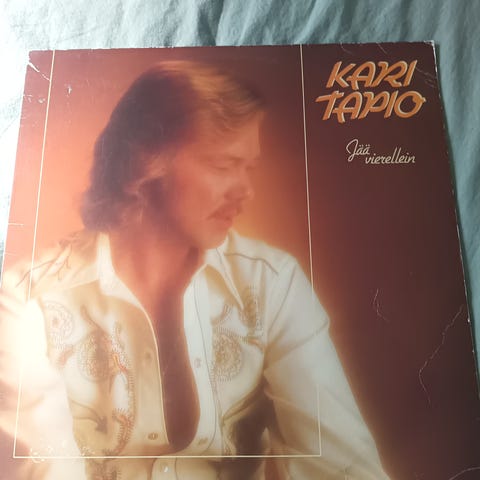 KARI
TAPIO
Jää
vierellein